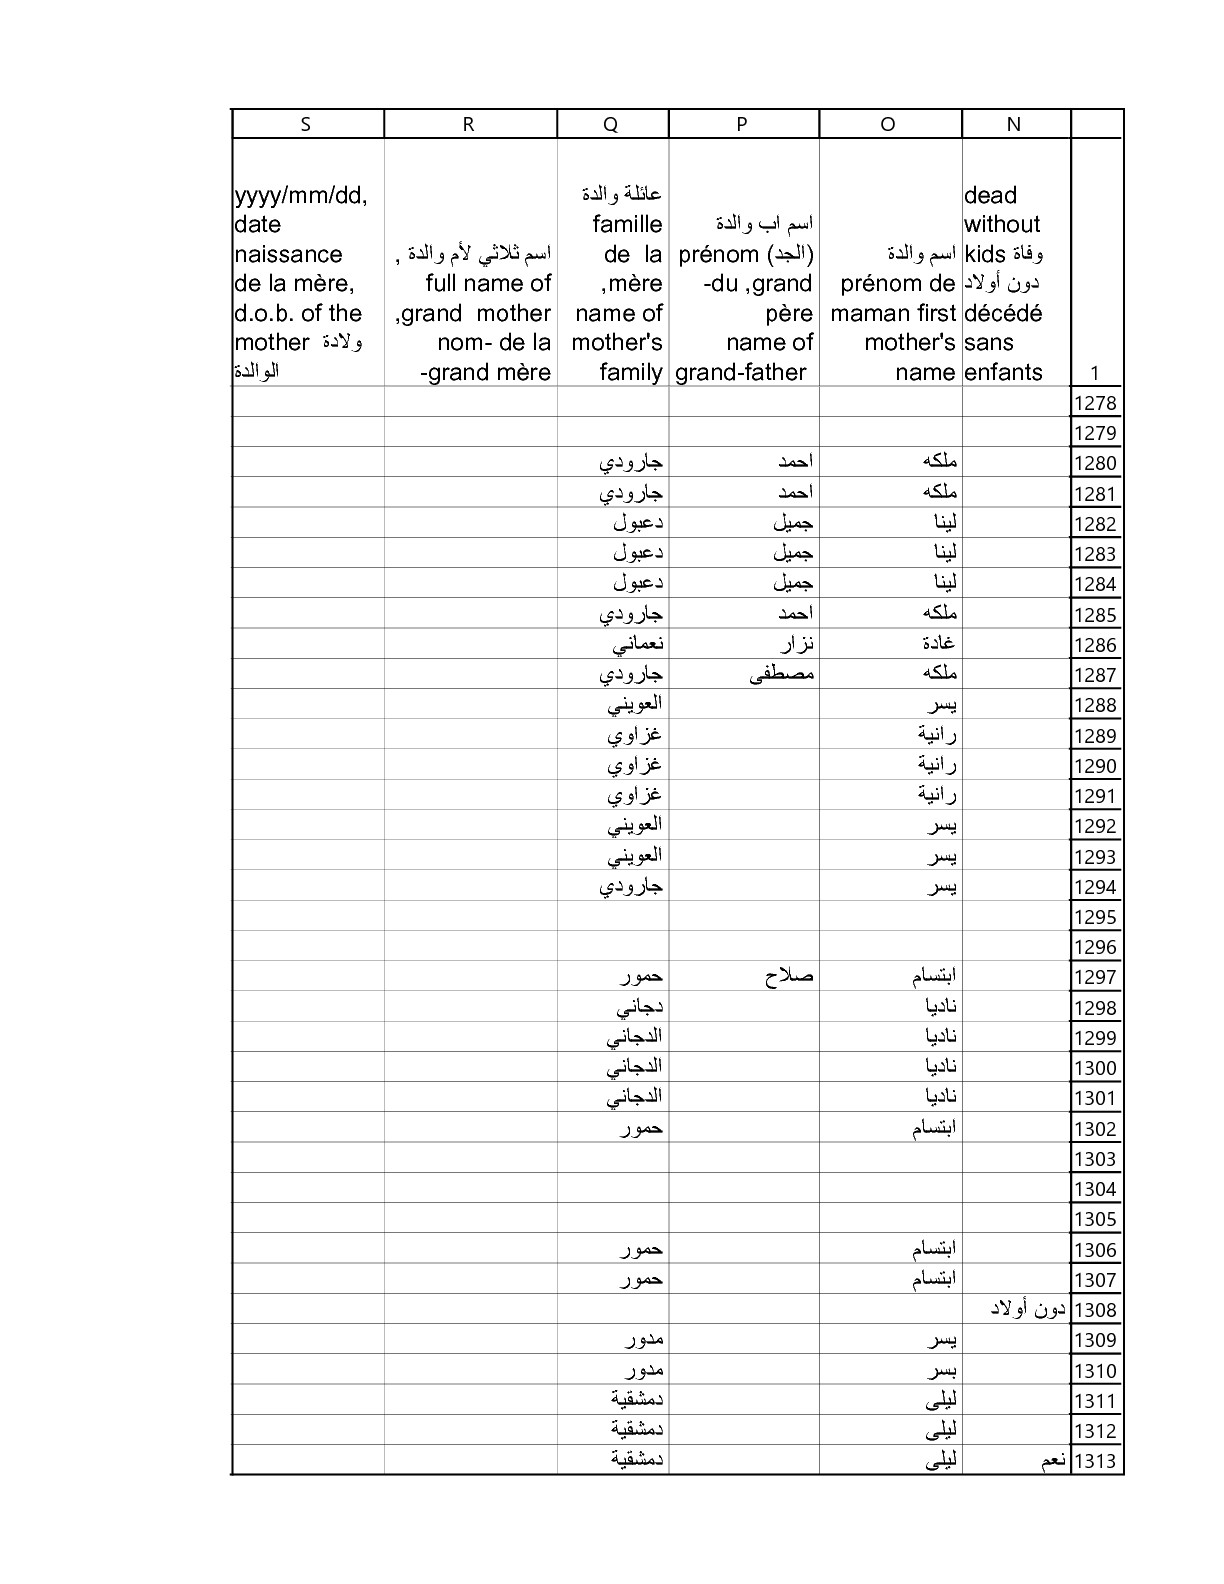 N O P Q R S
1 dead without kids وفاة دون أولاد décédé sans enfants اسم والدة prénom de maman first mother's name اسم اب والدة (الجد) prénom du ,grand- père name of grand-father عائلة والدة famille de la mère, name of mother's family اسم ثلاثي لأم والدة , full name of grand mother, nom- de la grand mère- yyyy/mm/dd, date naissance de la mère, d.o.b. of the mother ولادة الوالدة
1278
1279
1280 ملكه احمد جارودي
1281 ملكه احمد جارودي
1282 لينا جميل دعبول
1283 لينا جميل دعبول
1284 لينا جميل دعبول
1285 ملكه احمد جارودي
1286 غادة نزار نعماني
1287 ملكه مصطفى جارودي
1288 يسر العويني
1289 رانية غزاوي
1290 رانية غزاوي
1291 رانية غزاوي
1292 يسر العويني
1293 يسر العويني
1294 يسر جارودي
1295
1296
1297 ابتسام صلاح حمور
1298 ناديا دجاني
1299 ناديا الدجاني
1300 ناديا الدجاني
1301 ناديا الدجاني
1302 ابتسام حمور
1303
1304
1305
1306 ابتسام حمور
1307 ابتسام حمور
1308 دون أولاد
1309 يسر مدور
1310 بسر مدور
1311 ليلى دمشقية
1312 ليلى دمشقية
1313 نعم ليلى دمشقية